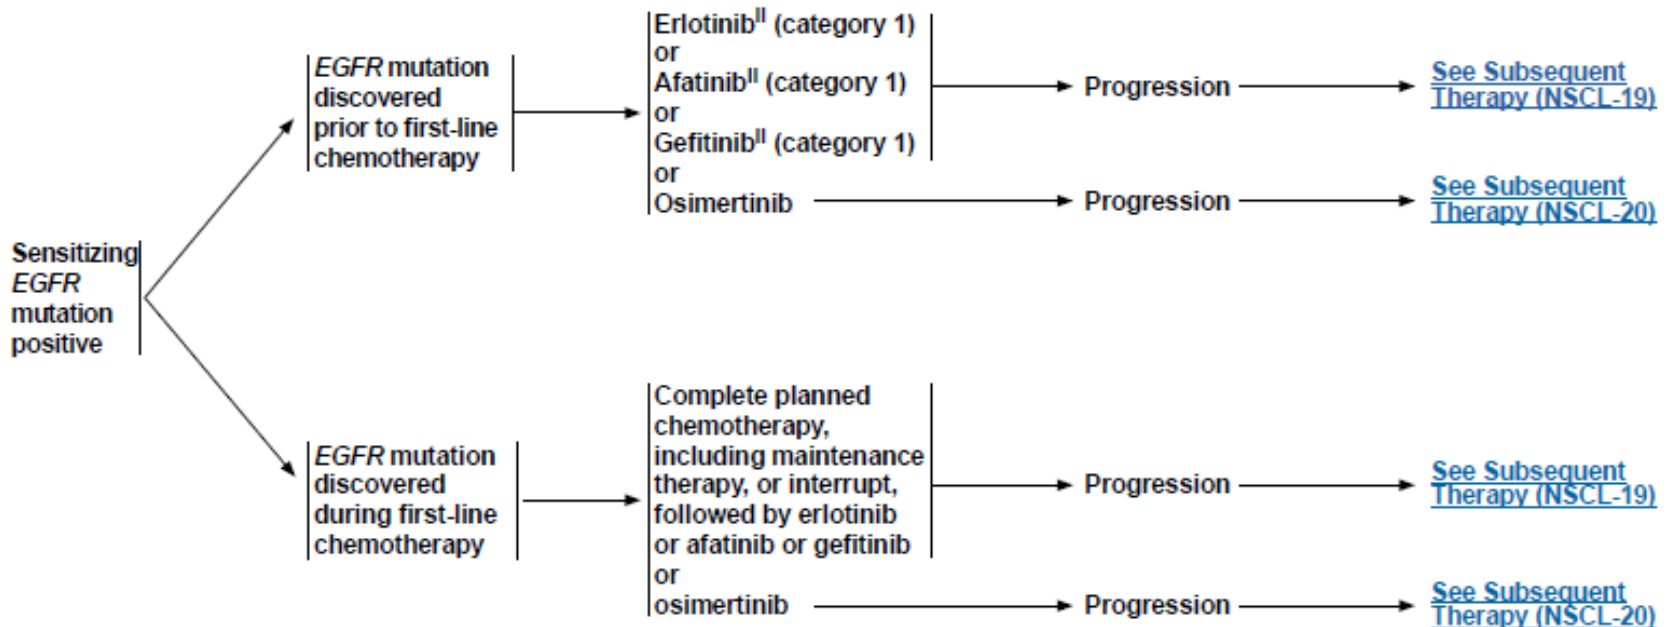 Sensitizing
EGFR
mutation
positive
EGFR mutation
discovered
prior to first-line
chemotherapy
Erlotinibᴵᴵ (category 1)
or
Afatinibᴵᴵ (category 1)
or
Gefitinibᴵᴵ (category 1)
or
Osimertinib
Progression
See Subsequent
Therapy (NSCL-19)
Progression
See Subsequent
Therapy (NSCL-20)
EGFR mutation
discovered
during first-line
chemotherapy
Complete planned
chemotherapy,
including maintenance
therapy, or interrupt,
followed by erlotinib
or afatinib or gefitinib
or
osimertinib
Progression
See Subsequent
Therapy (NSCL-19)
Progression
See Subsequent
Therapy (NSCL-20)